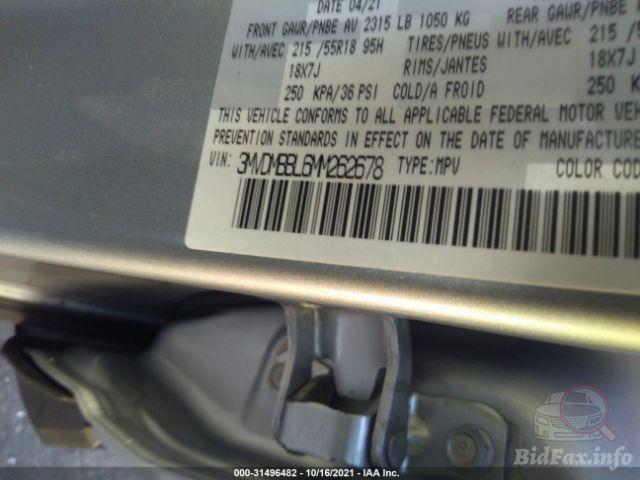 DATE 04/21
FRONT GAWR/PNBE AV 2315 LB 1050 KG REAR GAWR/PNBE
WITH/AVEC 215 /55R18 95H TIRES/PNEUS WITH/AVEC 215 /5
18X7J RIMS/JANTES 18X7J
250 KPA/36 PSI COLD/A FROID 250 K
THIS VEHICLE CONFORMS TO ALL APPLICABLE FEDERAL MOTOR VEH
PREVENTION STANDARDS IN EFFECT ON THE DATE OF MANUFACTURE
VIN: 3MVDMBBL6MM262678 TYPE:MPV COLOR COD
000-31496482 - 10/16/2021 - IAA Inc.
BidFax.info